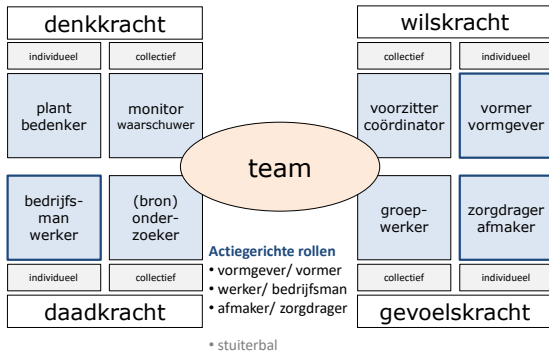 denkkracht
wilskracht
individueel
collectief
collectief
individueel
plant
bedenker
monitor
waarschuwer
voorzitter
coördinator
vormer
vormgever
team
bedrijfs-
man
werker
(bron)
onder-
zoeker
groep-
werker
zorgdrager
afmaker
Actiegerichte rollen
• vormgever/ vormer
• werker/ bedrijfsman
• afmaker/ zorgdrager
individueel
collectief
collectief
individueel
daadkracht
gevoelskracht
• stuiterbal